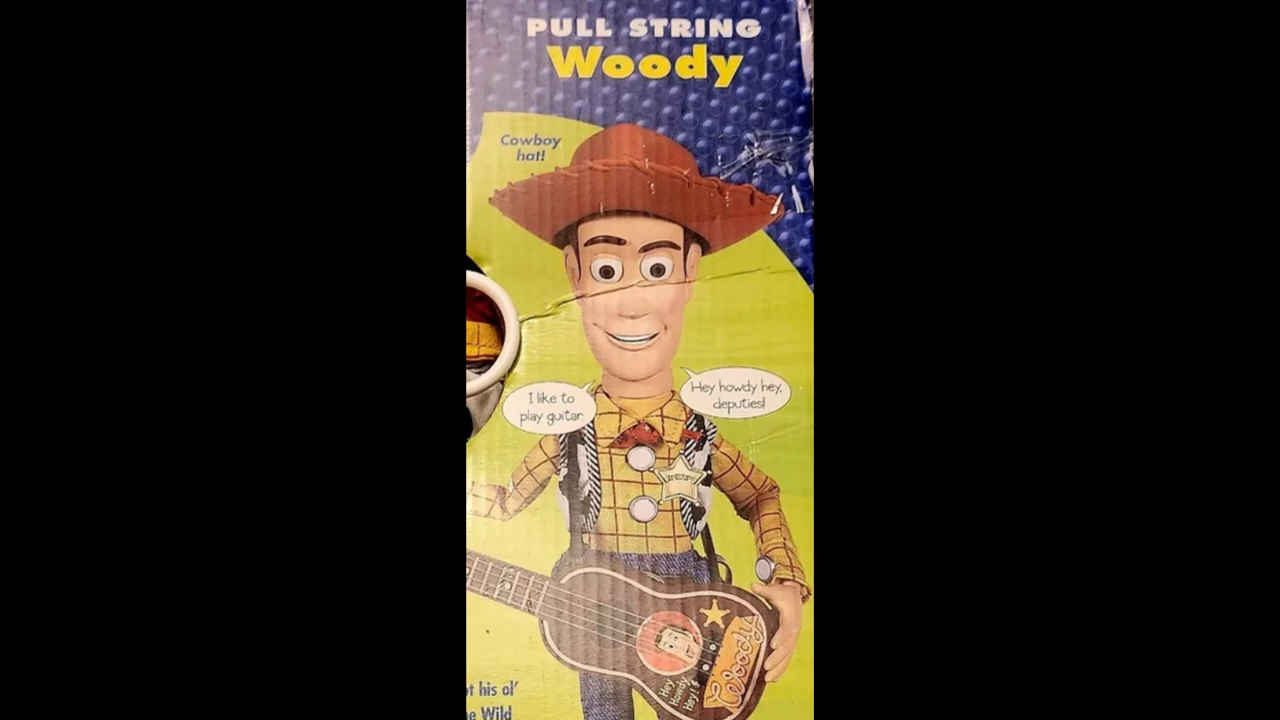 PULL STRING
Woody
Cowboy
hat!
I like to
play guitar.
Hey howdy hey,
deputies!
Hey
Howdy
Hey!
Woody
t his ol'
e Wild